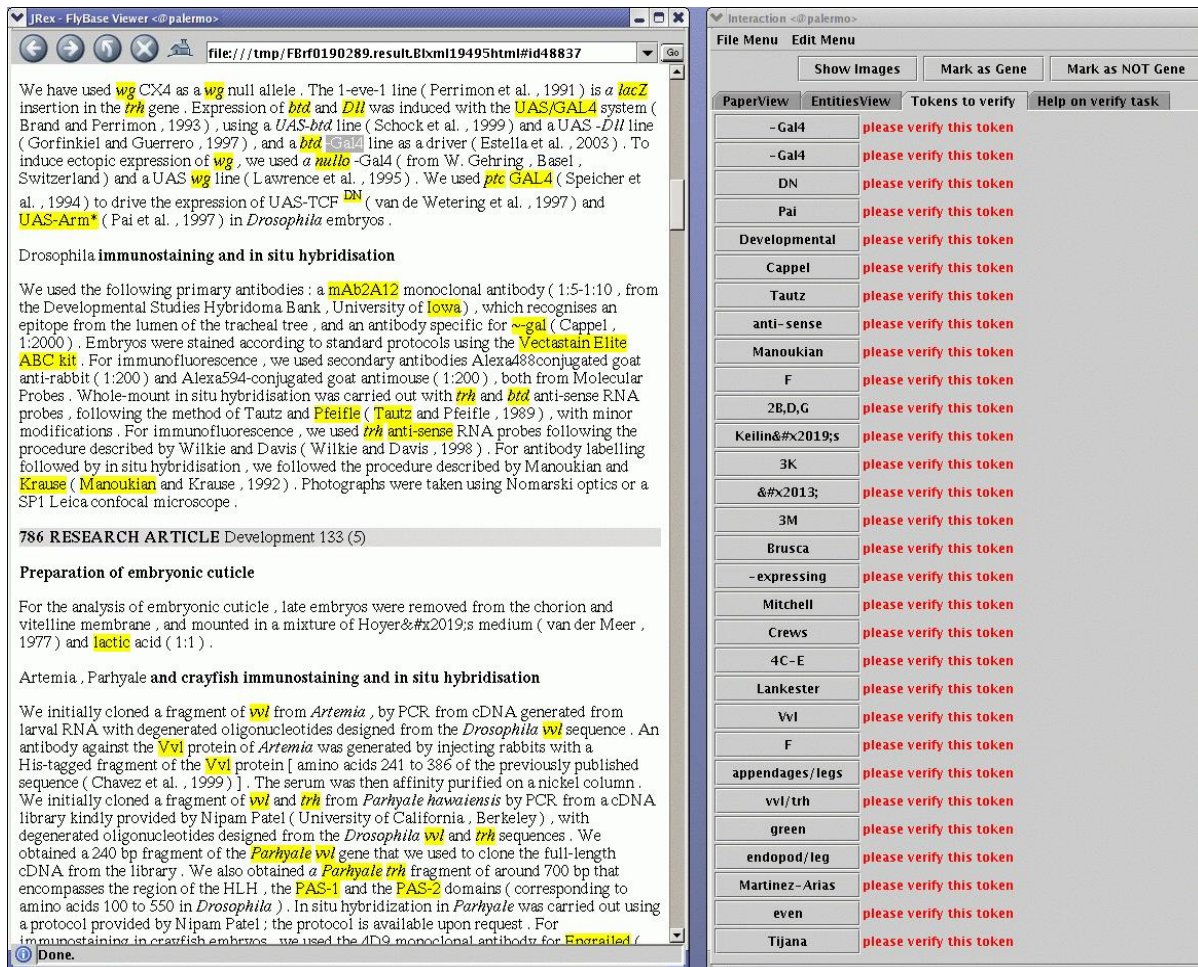 JRex - FlyBase Viewer <@palermo>
file:///tmp/FBrf0190289.result.BIxml19495html#id48837
Go
We have used wg CX4 as a wg null allele . The 1-eve-1 line ( Perrimon et al. , 1991 ) is a lacZ
insertion in the trh gene . Expression of btd and Dll was induced with the UAS/GAL4 system (
Brand and Perrimon , 1993 ) , using a UAS-btd line ( Schock et al. , 1999 ) and a UAS -Dll line
( Gorfinkiel and Guerrero , 1997 ) , and a btd -Gal4 line as a driver ( Estella et al. , 2003 ) . To
induce ectopic expression of wg , we used a nullo -Gal4 ( from W. Gehring , Basel ,
Switzerland ) and a UAS wg line ( Lawrence et al. , 1995 ) . We used ptc GAL4 ( Speicher et
al. , 1994 ) to drive the expression of UAS-TCF DN ( van de Wetering et al. , 1997 ) and
UAS-Arm* ( Pai et al. , 1997 ) in Drosophila embryos .
Drosophila immunostaining and in situ hybridisation
We used the following primary antibodies : a mAb2A12 monoclonal antibody ( 1:5-1:10 , from
the Developmental Studies Hybridoma Bank , University of Iowa ) , which recognises an
epitope from the lumen of the tracheal tree , and an antibody specific for ~-gal ( Cappel ,
1:2000 ) . Embryos were stained according to standard protocols using the Vectastain Elite
ABC kit . For immunofluorescence , we used secondary antibodies Alexa488conjugated goat
anti-rabbit ( 1:200 ) and Alexa594-conjugated goat antimouse ( 1:200 ) , both from Molecular
Probes . Whole-mount in situ hybridisation was carried out with trh and btd anti-sense RNA
probes , following the method of Tautz and Pfeifle ( Tautz and Pfeifle , 1989 ) , with minor
modifications . For immunofluorescence , we used trh anti-sense RNA probes following the
procedure described by Wilkie and Davis ( Wilkie and Davis , 1998 ) . For antibody labelling
followed by in situ hybridisation , we followed the procedure described by Manoukian and
Krause ( Manoukian and Krause , 1992 ) . Photographs were taken using Nomarski optics or a
SP1 Leica confocal microscope .
786 RESEARCH ARTICLE Development 133 (5)
Preparation of embryonic cuticle
For the analysis of embryonic cuticle , late embryos were removed from the chorion and
vitelline membrane , and mounted in a mixture of Hoyer&#x2019;s medium ( van der Meer ,
1977 ) and lactic acid ( 1:1 ) .
Artemia , Parhyale and crayfish immunostaining and in situ hybridisation
We initially cloned a fragment of vvl from Artemia , by PCR from cDNA generated from
larval RNA with degenerated oligonucleotides designed from the Drosophila vvl sequence . An
antibody against the Vvl protein of Artemia was generated by injecting rabbits with a
His-tagged fragment of the Vvl protein [ amino acids 241 to 386 of the previously published
sequence ( Chavez et al. , 1999 ) ] . The serum was then affinity purified on a nickel column .
We initially cloned a fragment of vvl and trh from Parhyale hawaiensis by PCR from a cDNA
library kindly provided by Nipam Patel ( University of California , Berkeley ) , with
degenerated oligonucleotides designed from the Drosophila vvl and trh sequences . We
obtained a 240 bp fragment of the Parhyale vvl gene that we used to clone the full-length
cDNA from the library . We also obtained a Parhyale trh fragment of around 700 bp that
encompasses the region of the HLH , the PAS-1 and the PAS-2 domains ( corresponding to
amino acids 100 to 550 in Drosophila ) . In situ hybridization in Parhyale was carried out using
a protocol provided by Nipam Patel ; the protocol is available upon request . For
immunostaining in crayfish embryos , we used the 4D9 monoclonal antibody for Engrailed (
Done.
Interaction <@palermo>
File Menu Edit Menu
Show Images Mark as Gene Mark as NOT Gene
PaperView EntitiesView Tokens to verify Help on verify task
-Gal4 please verify this token
-Gal4 please verify this token
DN please verify this token
Pai please verify this token
Developmental please verify this token
Cappel please verify this token
Tautz please verify this token
anti-sense please verify this token
Manoukian please verify this token
F please verify this token
2B,D,G please verify this token
Keilin&#x2019;s please verify this token
3K please verify this token
&#x2013; please verify this token
3M please verify this token
Brusca please verify this token
-expressing please verify this token
Mitchell please verify this token
Crews please verify this token
4C-E please verify this token
Lankester please verify this token
Vvl please verify this token
F please verify this token
appendages/legs please verify this token
vvl/trh please verify this token
green please verify this token
endopod/leg please verify this token
Martinez-Arias please verify this token
even please verify this token
Tijana please verify this token